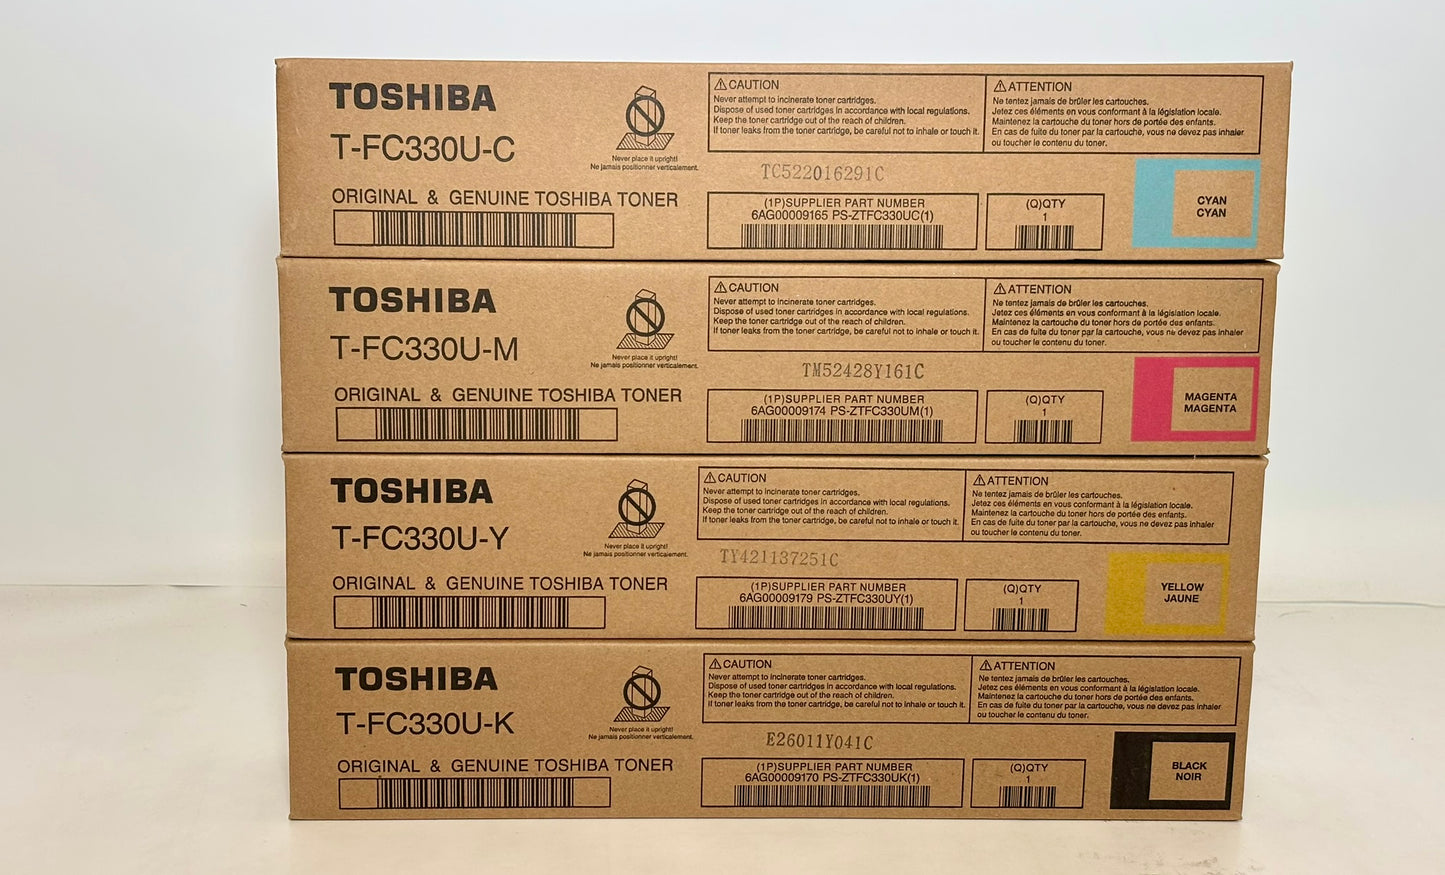 TOSHIBA
T-FC330U-C
ORIGINAL & GENUINE TOSHIBA TONER
Never place it upright!
Ne jamais positionner verticalement.
CAUTION
Never attempt to incinerate toner cartridges.
Dispose of used toner cartridges in accordance with local regulations.
Keep the toner cartridge out of the reach of children.
If toner leaks from the toner cartridge, be careful not to inhale or touch it.
ATTENTION
Ne tentez jamais de brûler les cartouches.
Jetez ces éléments en vous conformant à la législation locale.
Maintenez la cartouche du toner hors de portée des enfants.
En cas de fuite du toner par la cartouche, vous ne devez pas inhaler
ou toucher le contenu du toner.
TC522016291C
(1P)SUPPLIER PART NUMBER
6AG00009165 PS-ZTFC330UC(1)
(Q)QTY
1
CYAN
CYAN
TOSHIBA
T-FC330U-M
ORIGINAL & GENUINE TOSHIBA TONER
Never place it upright!
Ne jamais positionner verticalement.
CAUTION
Never attempt to incinerate toner cartridges.
Dispose of used toner cartridges in accordance with local regulations.
Keep the toner cartridge out of the reach of children.
If toner leaks from the toner cartridge, be careful not to inhale or touch it.
ATTENTION
Ne tentez jamais de brûler les cartouches.
Jetez ces éléments en vous conformant à la législation locale.
Maintenez la cartouche du toner hors de portée des enfants.
En cas de fuite du toner par la cartouche, vous ne devez pas inhaler
ou toucher le contenu du toner.
TM52428Y161C
(1P)SUPPLIER PART NUMBER
6AG00009174 PS-ZTFC330UM(1)
(Q)QTY
1
MAGENTA
MAGENTA
TOSHIBA
T-FC330U-Y
ORIGINAL & GENUINE TOSHIBA TONER
Never place it upright!
Ne jamais positionner verticalement.
CAUTION
Never attempt to incinerate toner cartridges.
Dispose of used toner cartridges in accordance with local regulations.
Keep the toner cartridge out of the reach of children.
If toner leaks from the toner cartridge, be careful not to inhale or touch it.
ATTENTION
Ne tentez jamais de brûler les cartouches.
Jetez ces éléments en vous conformant à la législation locale.
Maintenez la cartouche du toner hors de portée des enfants.
En cas de fuite du toner par la cartouche, vous ne devez pas inhaler
ou toucher le contenu du toner.
TY421137251C
(1P)SUPPLIER PART NUMBER
6AG00009179 PS-ZTFC330UY(1)
(Q)QTY
1
YELLOW
JAUNE
TOSHIBA
T-FC330U-K
ORIGINAL & GENUINE TOSHIBA TONER
Never place it upright!
Ne jamais positionner verticalement.
CAUTION
Never attempt to incinerate toner cartridges.
Dispose of used toner cartridges in accordance with local regulations.
Keep the toner cartridge out of the reach of children.
If toner leaks from the toner cartridge, be careful not to inhale or touch it.
ATTENTION
Ne tentez jamais de brûler les cartouches.
Jetez ces éléments en vous conformant à la législation locale.
Maintenez la cartouche du toner hors de portée des enfants.
En cas de fuite du toner par la cartouche, vous ne devez pas inhaler
ou toucher le contenu du toner.
E26011Y041C
(1P)SUPPLIER PART NUMBER
6AG00009170 PS-ZTFC330UK(1)
(Q)QTY
1
BLACK
NOIR